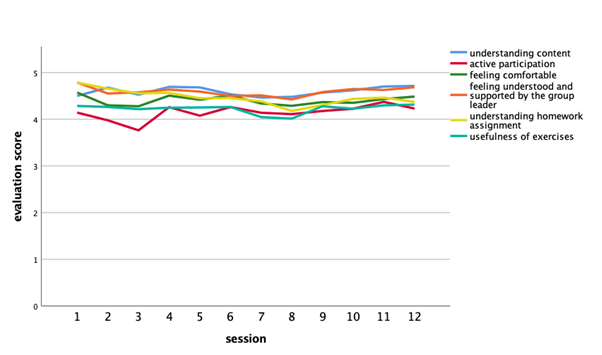 understanding content
active participation
feeling comfortable
feeling understood and
supported by the group
leader
understanding homework
assignment
usefulness of exercises
evaluation score
5
4
3
2
1
0
1 2 3 4 5 6 7 8 9 10 11 12
session